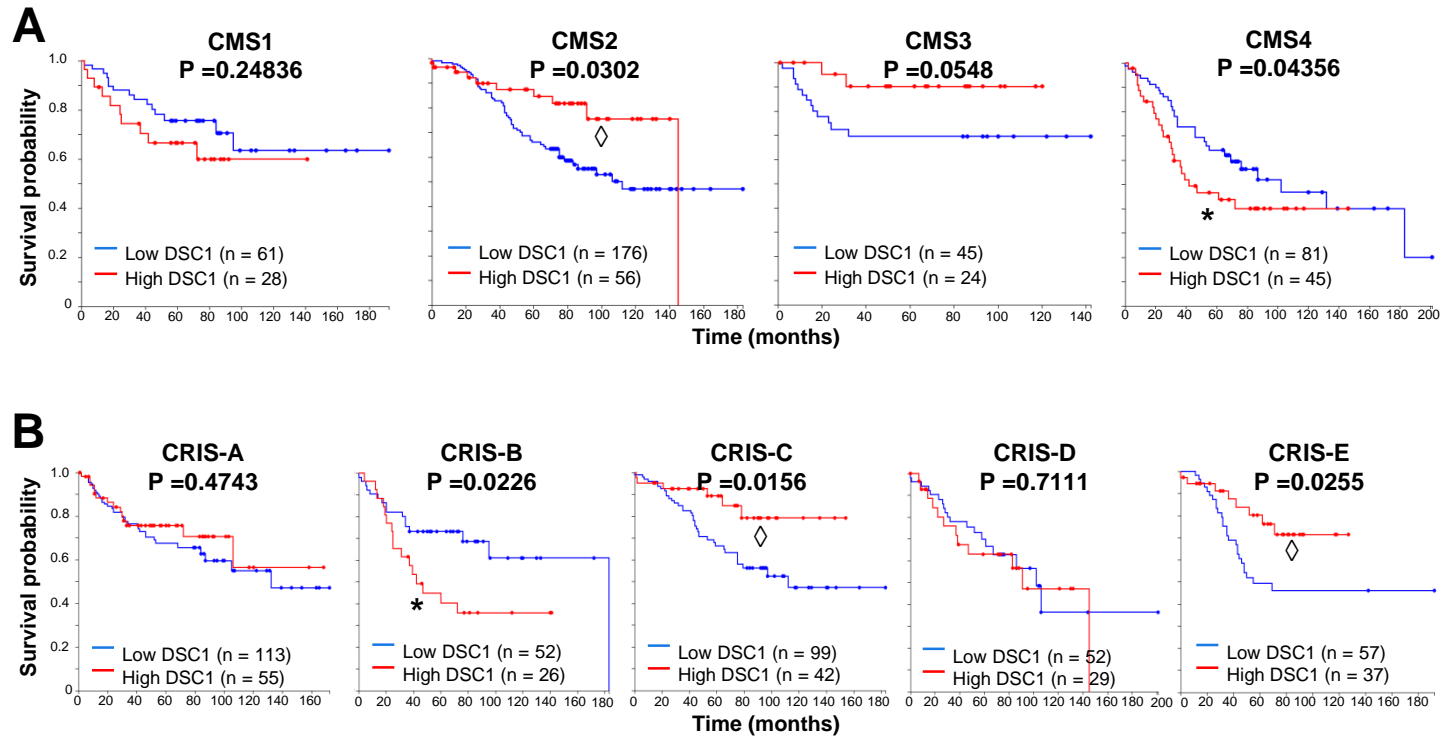 A
CMS1
P =0.24836
CMS2
P =0.0302
CMS3
P =0.0548
CMS4
P =0.04356
Survival probability
1.0
0.8
0.6
0.4
0.2
0
Low DSC1 (n = 61)
High DSC1 (n = 28)
0 20 40 60 80 100 120 140 160 180
◊
Low DSC1 (n = 176)
High DSC1 (n = 56)
0 20 40 60 80 100 120 140 160 180
Low DSC1 (n = 45)
High DSC1 (n = 24)
0 20 40 60 80 100 120 140
*
Low DSC1 (n = 81)
High DSC1 (n = 45)
0 20 40 60 80 100 120 140 160 180 200
Time (months)
B
CRIS-A
P =0.4743
CRIS-B
P =0.0226
CRIS-C
P =0.0156
CRIS-D
P =0.7111
CRIS-E
P =0.0255
Survival probability
1.0
0.8
0.6
0.4
0.2
0
Low DSC1 (n = 113)
High DSC1 (n = 55)
0 20 40 60 80 100 120 140 160
*
Low DSC1 (n = 52)
High DSC1 (n = 26)
0 20 40 60 80 100 120 140 160 180
◊
Low DSC1 (n = 99)
High DSC1 (n = 42)
0 20 40 60 80 100 120 140 160 180
Low DSC1 (n = 52)
High DSC1 (n = 29)
0 20 40 60 80 100 120 140 160 180 200
◊
Low DSC1 (n = 57)
High DSC1 (n = 37)
0 20 40 60 80 100 120 140 160 180
Time (months)